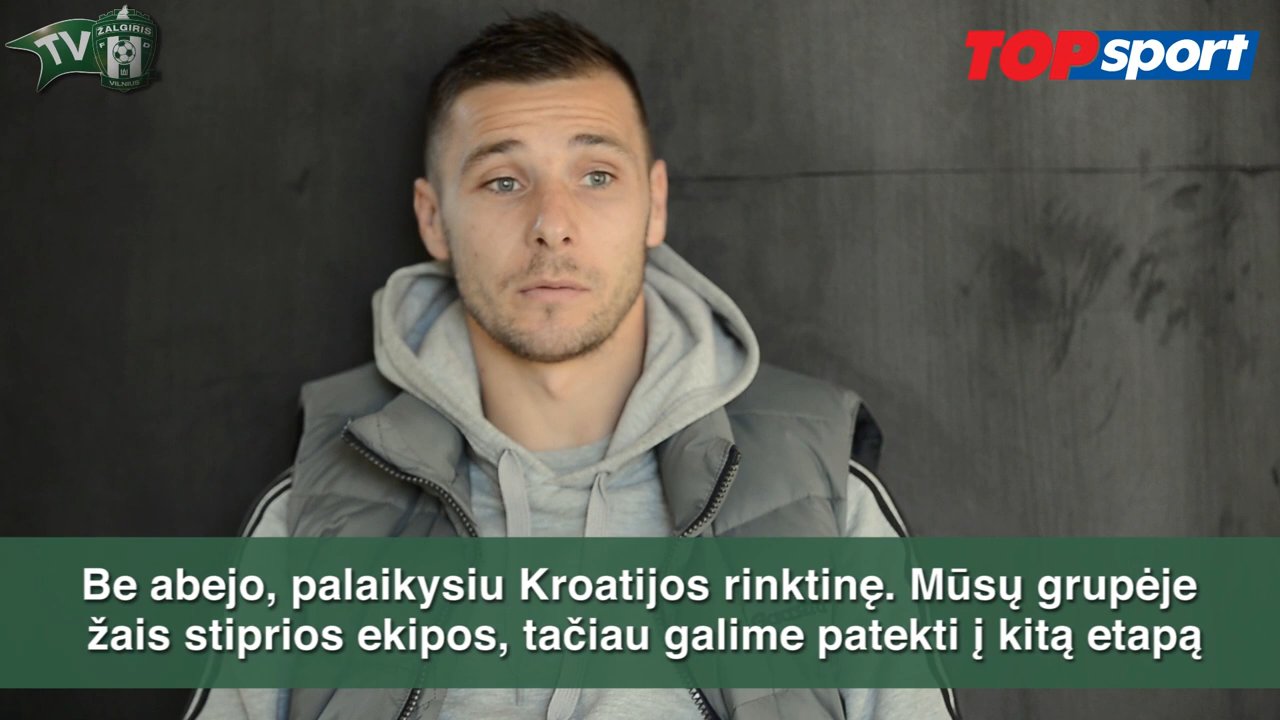 TV
ŽALGIRIS
F D
VILNIUS
TOPsport
Be abejo, palaikysiu Kroatijos rinktinę. Mūsų grupėje
žais stiprios ekipos, tačiau galime patekti į kitą etapą